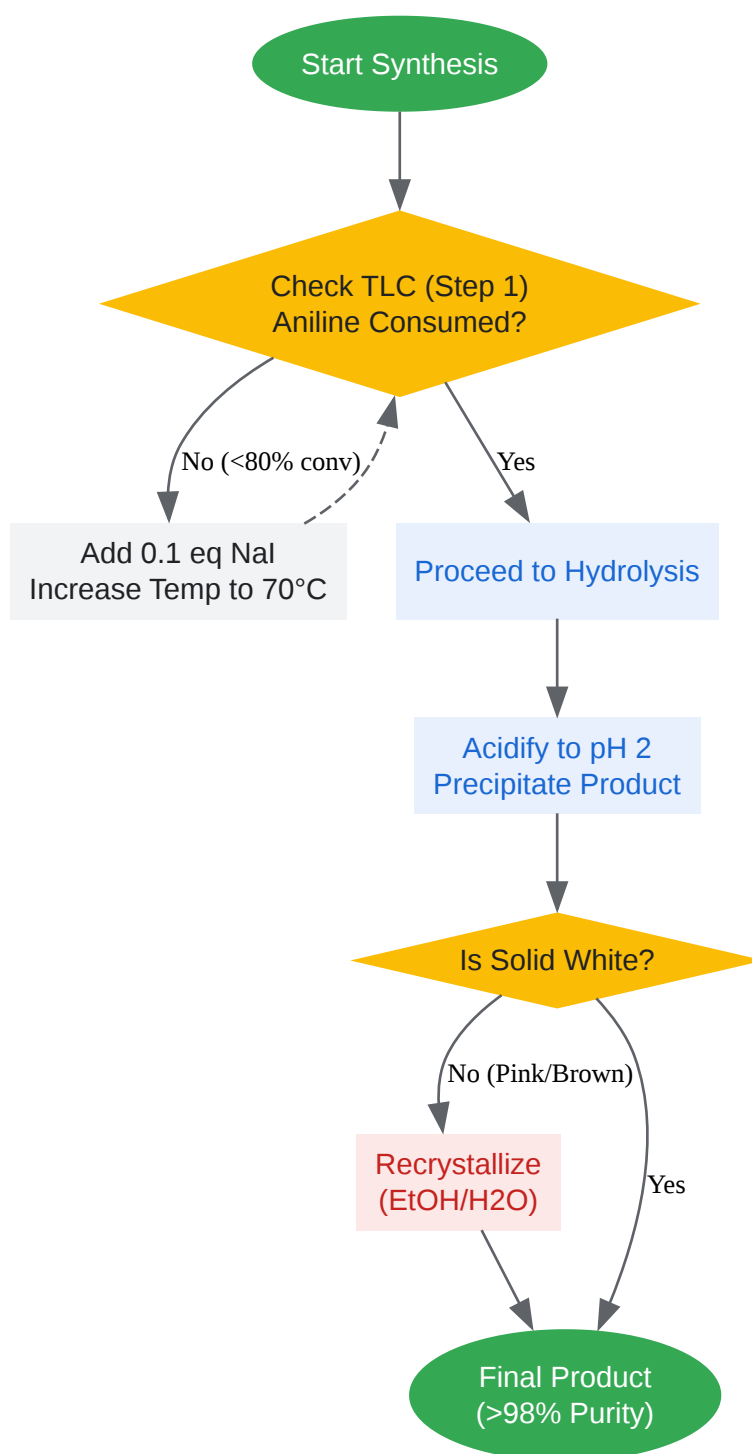 Start Synthesis
Check TLC (Step 1)
Aniline Consumed?
No (<80% conv)
Yes
Add 0.1 eq NaI
Increase Temp to 70°C
Proceed to Hydrolysis
Acidify to pH 2
Precipitate Product
Is Solid White?
No (Pink/Brown)
Recrystallize
(EtOH/H2O)
Yes
Final Product
(>98% Purity)